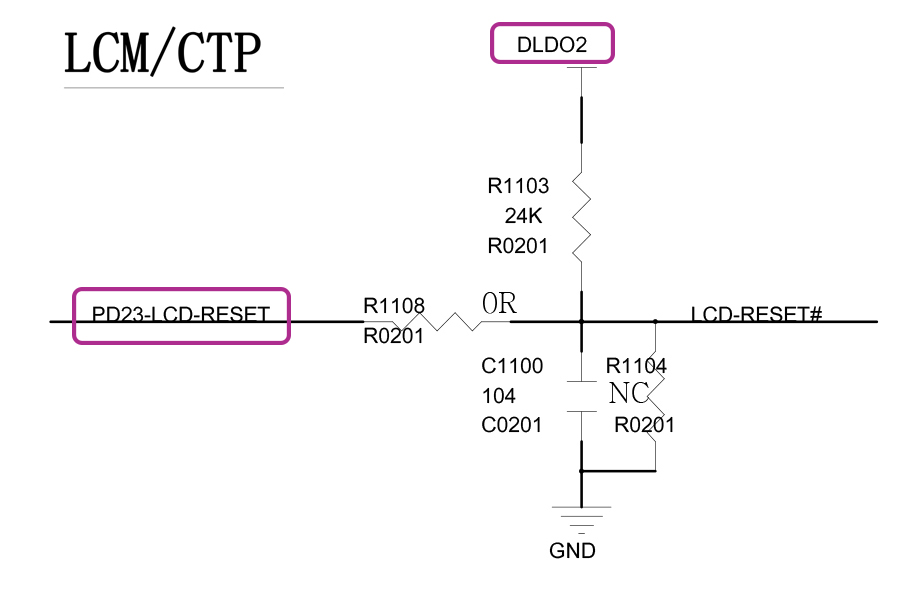 LCM/CTP
DLDO2
R1103
24K
R0201
PD23-LCD-RESET
R1108
0R
R0201
LCD-RESET#
C1100
104
C0201
R1104
NC
R0201
GND